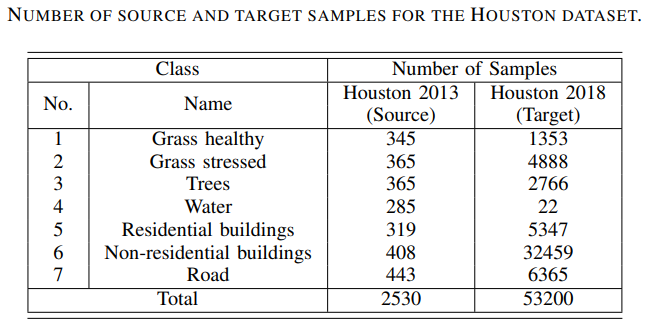 NUMBER OF SOURCE AND TARGET SAMPLES FOR THE HOUSTON DATASET.
Class Number of Samples
No. Name Houston 2013 (Source) Houston 2018 (Target)
1 Grass healthy 345 1353
2 Grass stressed 365 4888
3 Trees 365 2766
4 Water 285 22
5 Residential buildings 319 5347
6 Non-residential buildings 408 32459
7 Road 443 6365
Total 2530 53200